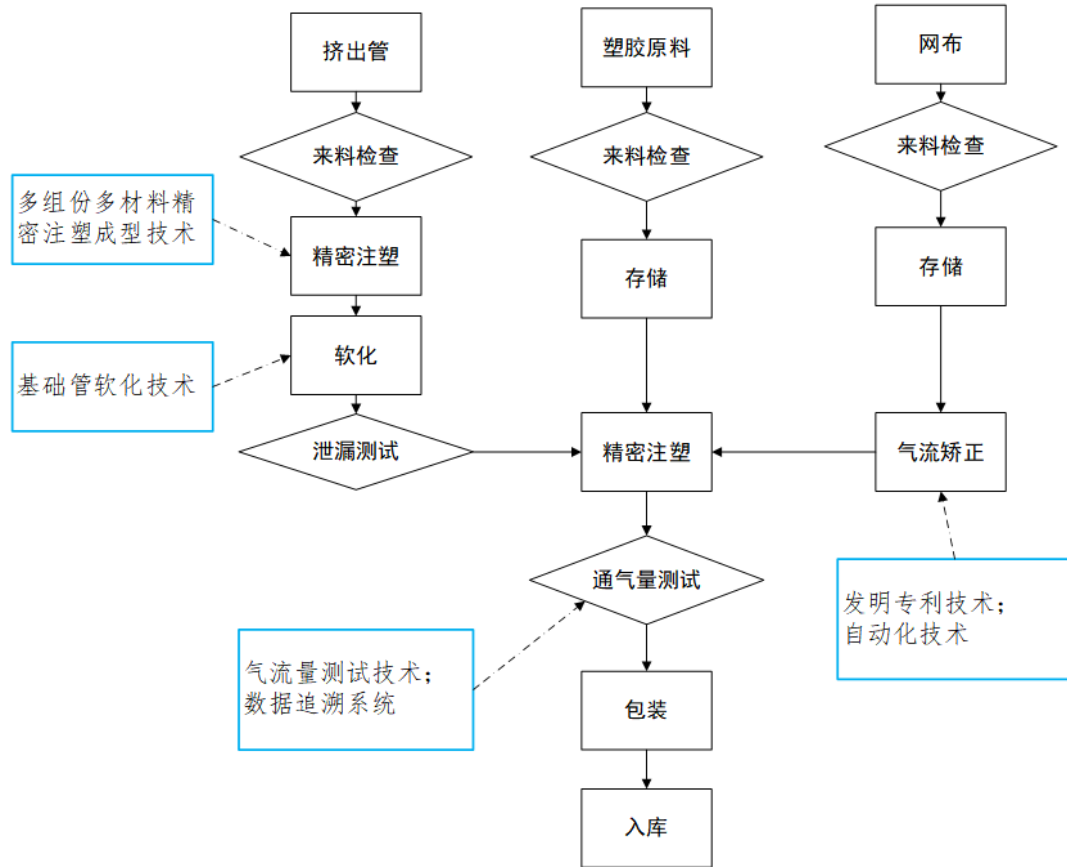 挤出管
塑胶原料
网布
来料检查
来料检查
来料检查
多组份多材料精
密注塑成型技术
精密注塑
存储
存储
基础管软化技术
软化
泄漏测试
精密注塑
气流矫正
通气量测试
发明专利技术；
自动化技术
气流量测试技术；
数据追溯系统
包装
入库